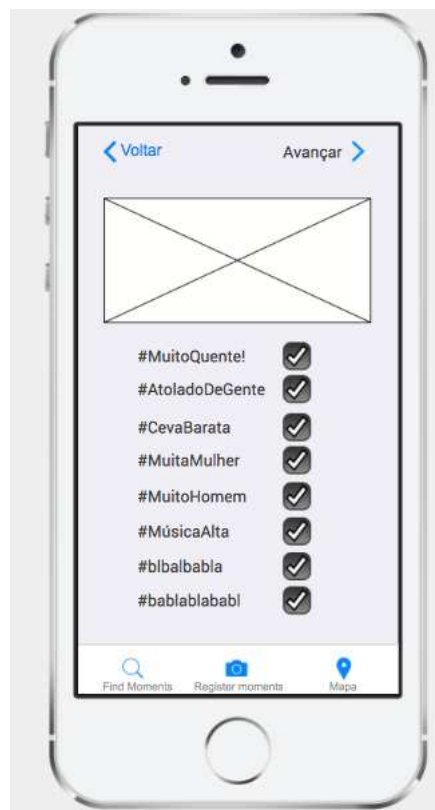 Voltar Avançar
#MuitoQuente!
#AtoladoDeGente
#CevaBarata
#MuitaMulher
#MuitoHomem
#MúsicaAlta
#blbalbabla
#bablablababl
Find Moments Register moments Mapa